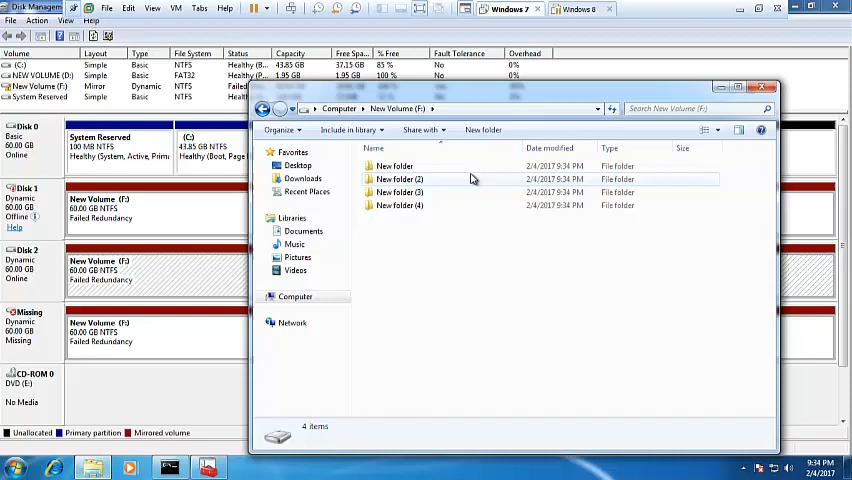 Disk Managem File Edit View VM Tabs Help Windows 7 Windows 8
Action View Help
Volume Layout Type File System Status Capacity Free Spa... % Free Fault Tolerance Overhead
(C:) Simple Basic NTFS Healthy (B... 43.85 GB 37.15 GB 85 % No 0%
NEW VOLUME (D:) Simple Basic FAT32 Healthy (P... 1.95 GB 1.95 GB 100 % No 0%
New Volume (F:) Mirror Dynamic NTFS
System Reserved Simple Basic NTFS
Computer New Volume (F:) Search New Volume (F:)
Organize Include in library Share with New folder
Name Date modified Type Size
New folder 2/4/2017 9:34 PM File folder
New folder (2) 2/4/2017 9:34 PM File folder
New folder (3) 2/4/2017 9:34 PM File folder
New folder (4) 2/4/2017 9:34 PM File folder
Favorites
Desktop
Downloads
Recent Places
Libraries
Documents
Music
Pictures
Videos
Computer
Network
4 items
Disk 0
Basic
60.00 GB
Online
System Reserved
100 MB NTFS
Healthy (System, Active, Prima
(C:)
43.85 GB NTFS
Healthy (Boot, Page
Disk 1
Dynamic
60.00 GB
Offline
Help
New Volume (F:)
60.00 GB NTFS
Failed Redundancy
Disk 2
Dynamic
60.00 GB
Online
New Volume (F:)
60.00 GB NTFS
Failed Redundancy
Missing
Dynamic
60.00 GB
Missing
New Volume (F:)
60.00 GB NTFS
Failed Redundancy
CD-ROM 0
DVD (E:)
No Media
Unallocated Primary partition Mirrored volume
9:34 PM
2/4/2017